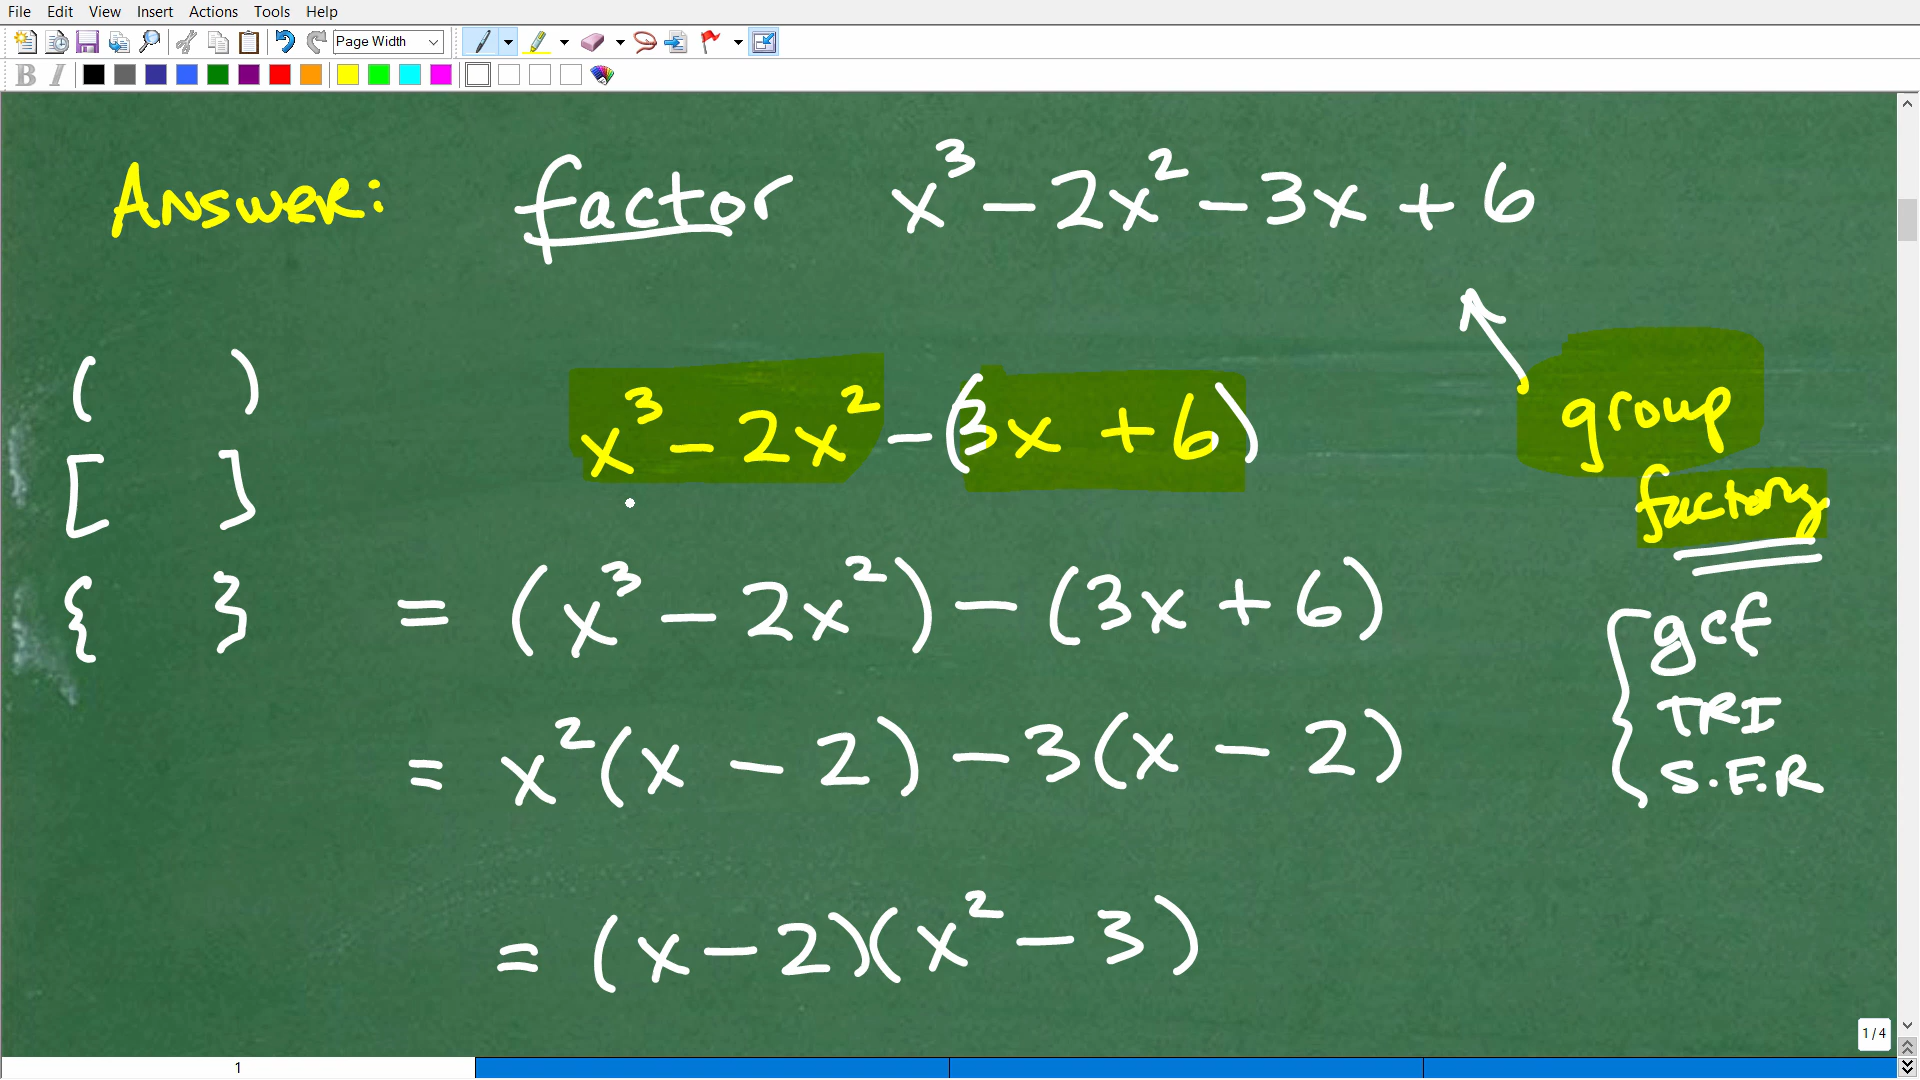 File Edit View Insert Actions Tools Help
Page Width
B I
Answer: factor x³ - 2x² - 3x + 6
( )
x³ - 2x² - (3x + 6)
group
factory
[ ]
{ }
= (x³ - 2x²) - (3x + 6)
gcf
TRI
S.F.R
= x²(x - 2) - 3(x - 2)
= (x - 2)(x² - 3)
1 / 4
1